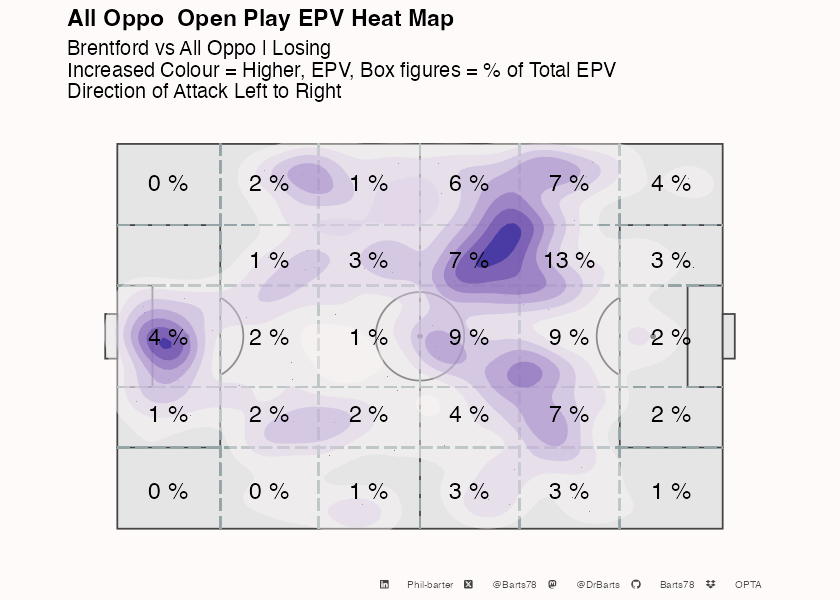 All Oppo  Open Play EPV Heat Map
Brentford vs All Oppo | Losing
Increased Colour = Higher, EPV, Box figures = % of Total EPV
Direction of Attack Left to Right
0 % 2 % 1 % 6 % 7 % 4 %
1 % 3 % 7 % 13 % 3 %
4 % 2 % 1 % 9 % 9 % 2 %
1 % 2 % 2 % 4 % 7 % 2 %
0 % 0 % 1 % 3 % 3 % 1 %
Phil-barter @Barts78 @DrBarts Barts78 OPTA